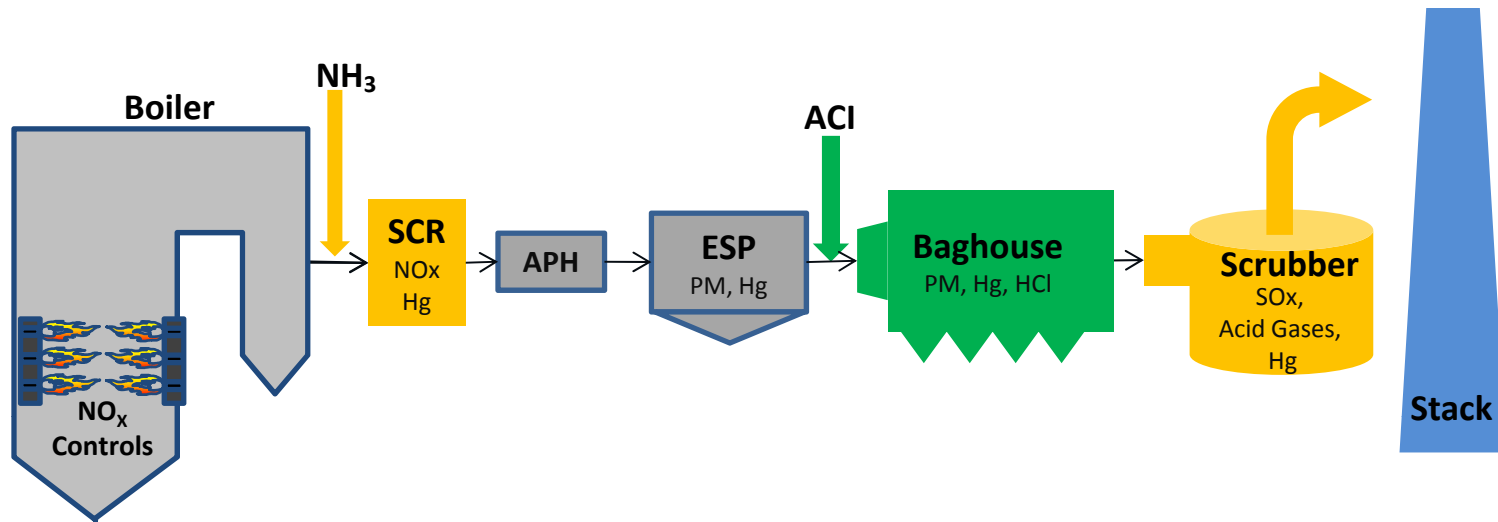 Boiler
NOₓ
Controls
NH₃
SCR
NOx
Hg
APH
ESP
PM, Hg
ACI
Baghouse
PM, Hg, HCl
Scrubber
SOx,
Acid Gases,
Hg
Stack